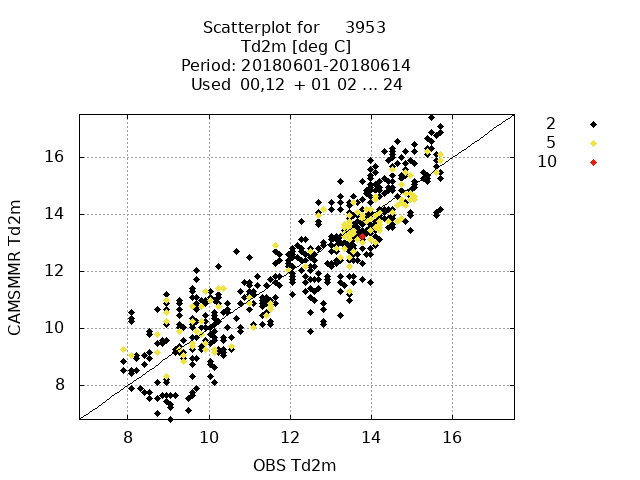 Scatterplot for 3953
Td2m [deg C]
Period: 20180601-20180614
Used 00,12 + 01 02 ... 24
2
5
10
16
14
12
10
8
CAMSMMR Td2m
8 10 12 14 16
OBS Td2m